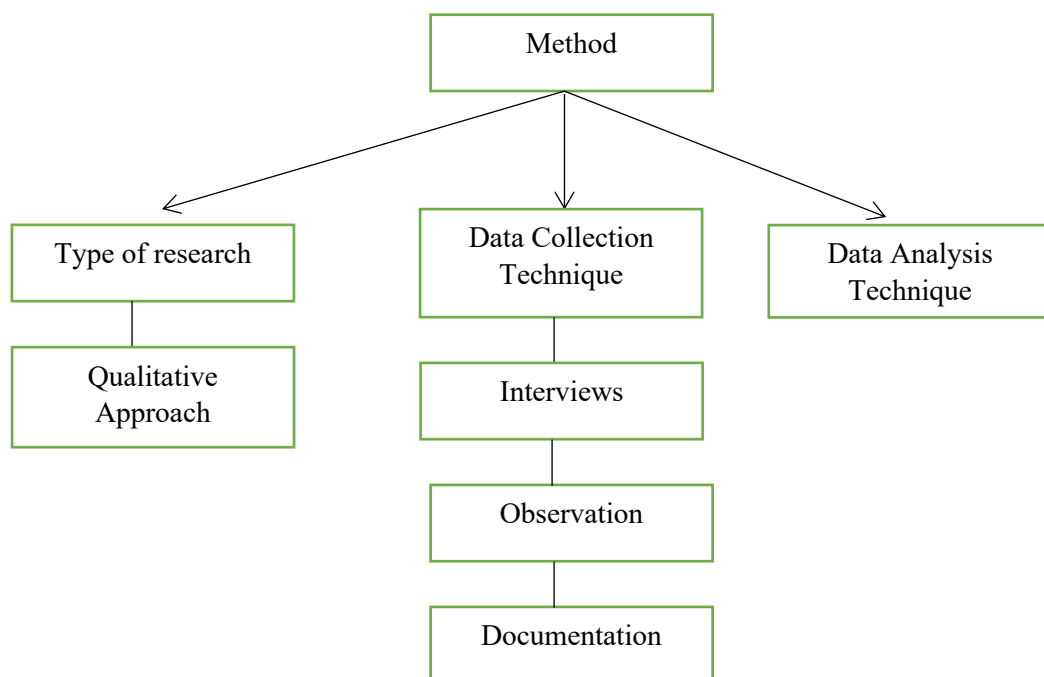 Method
Type of research
Data Collection
Technique
Data Analysis
Technique
Qualitative
Approach
Interviews
Observation
Documentation